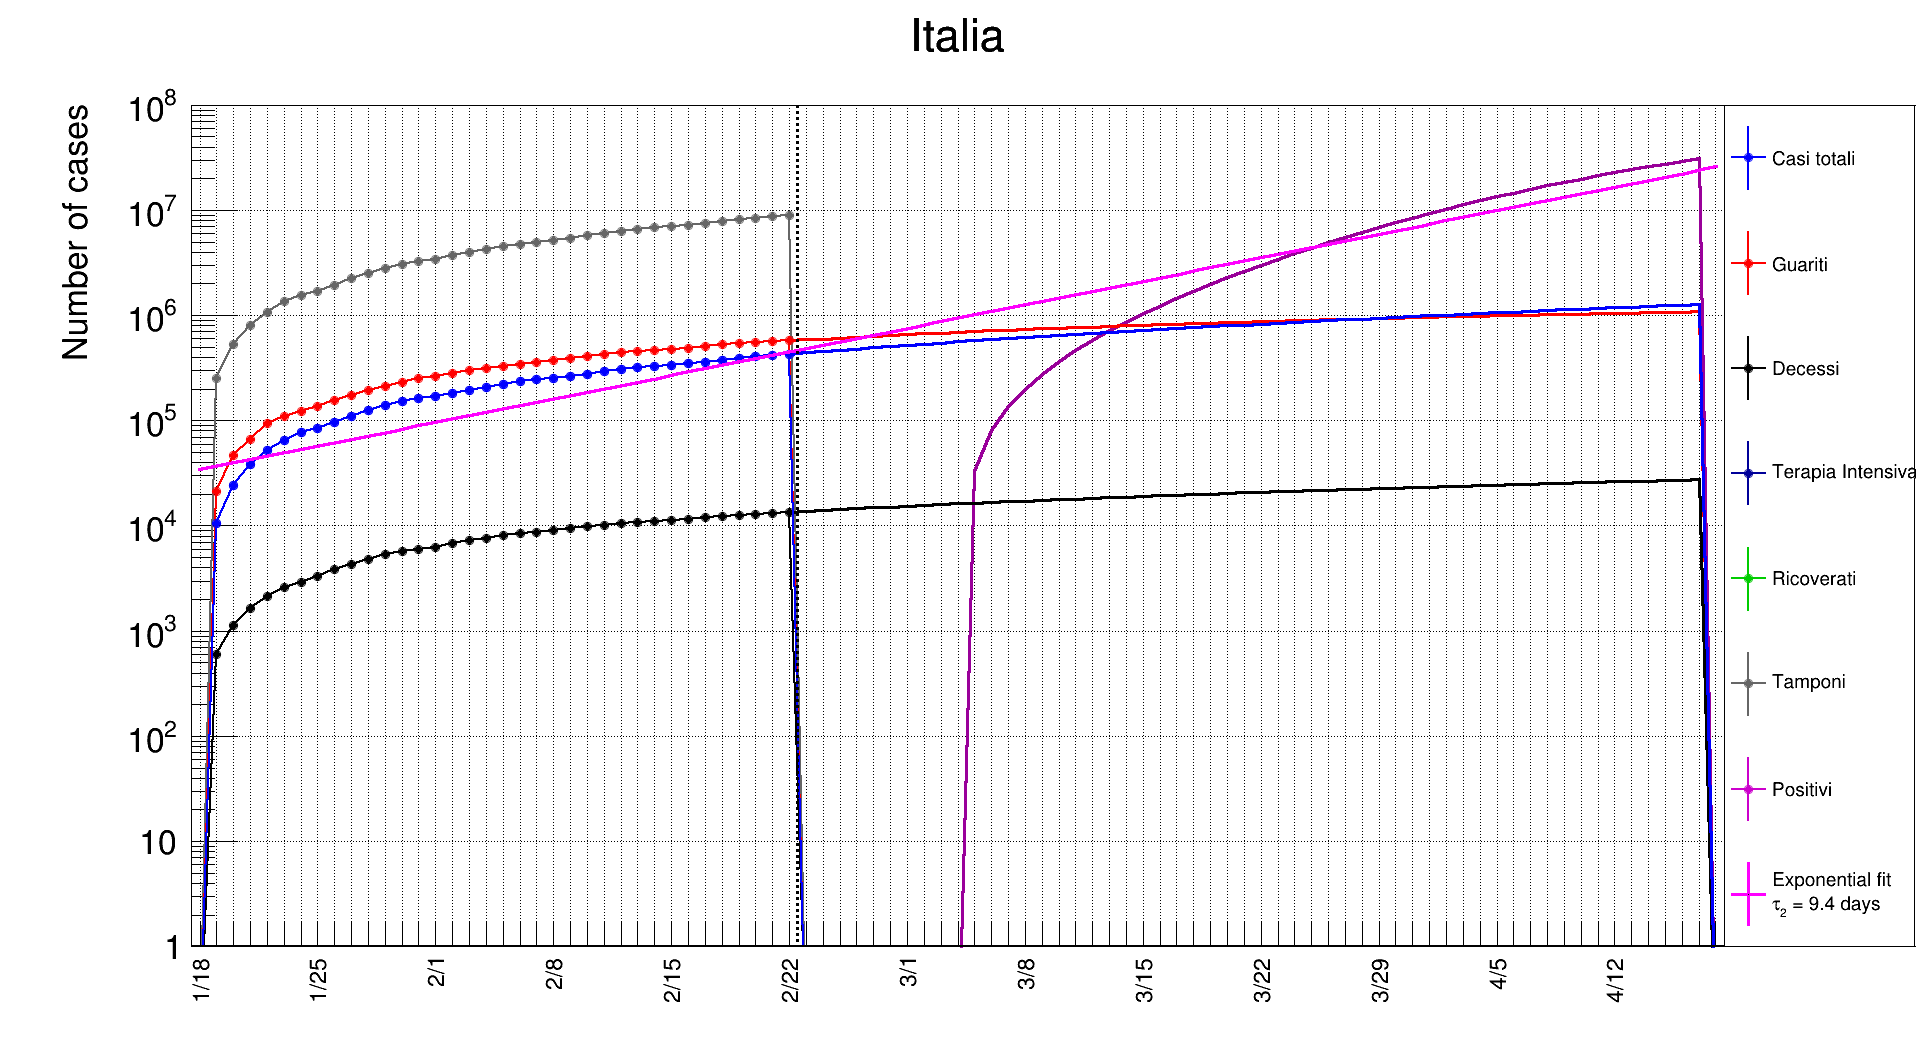 Italia
Number of cases
10^8
10^7
10^6
10^5
10^4
10^3
10^2
10
1
1/18
1/25
2/1
2/8
2/15
2/22
3/1
3/8
3/15
3/22
3/29
4/5
4/12
Casi totali
Guariti
Decessi
Terapia Intensiva
Ricoverati
Tamponi
Positivi
Exponential fit
τ_2 = 9.4 days